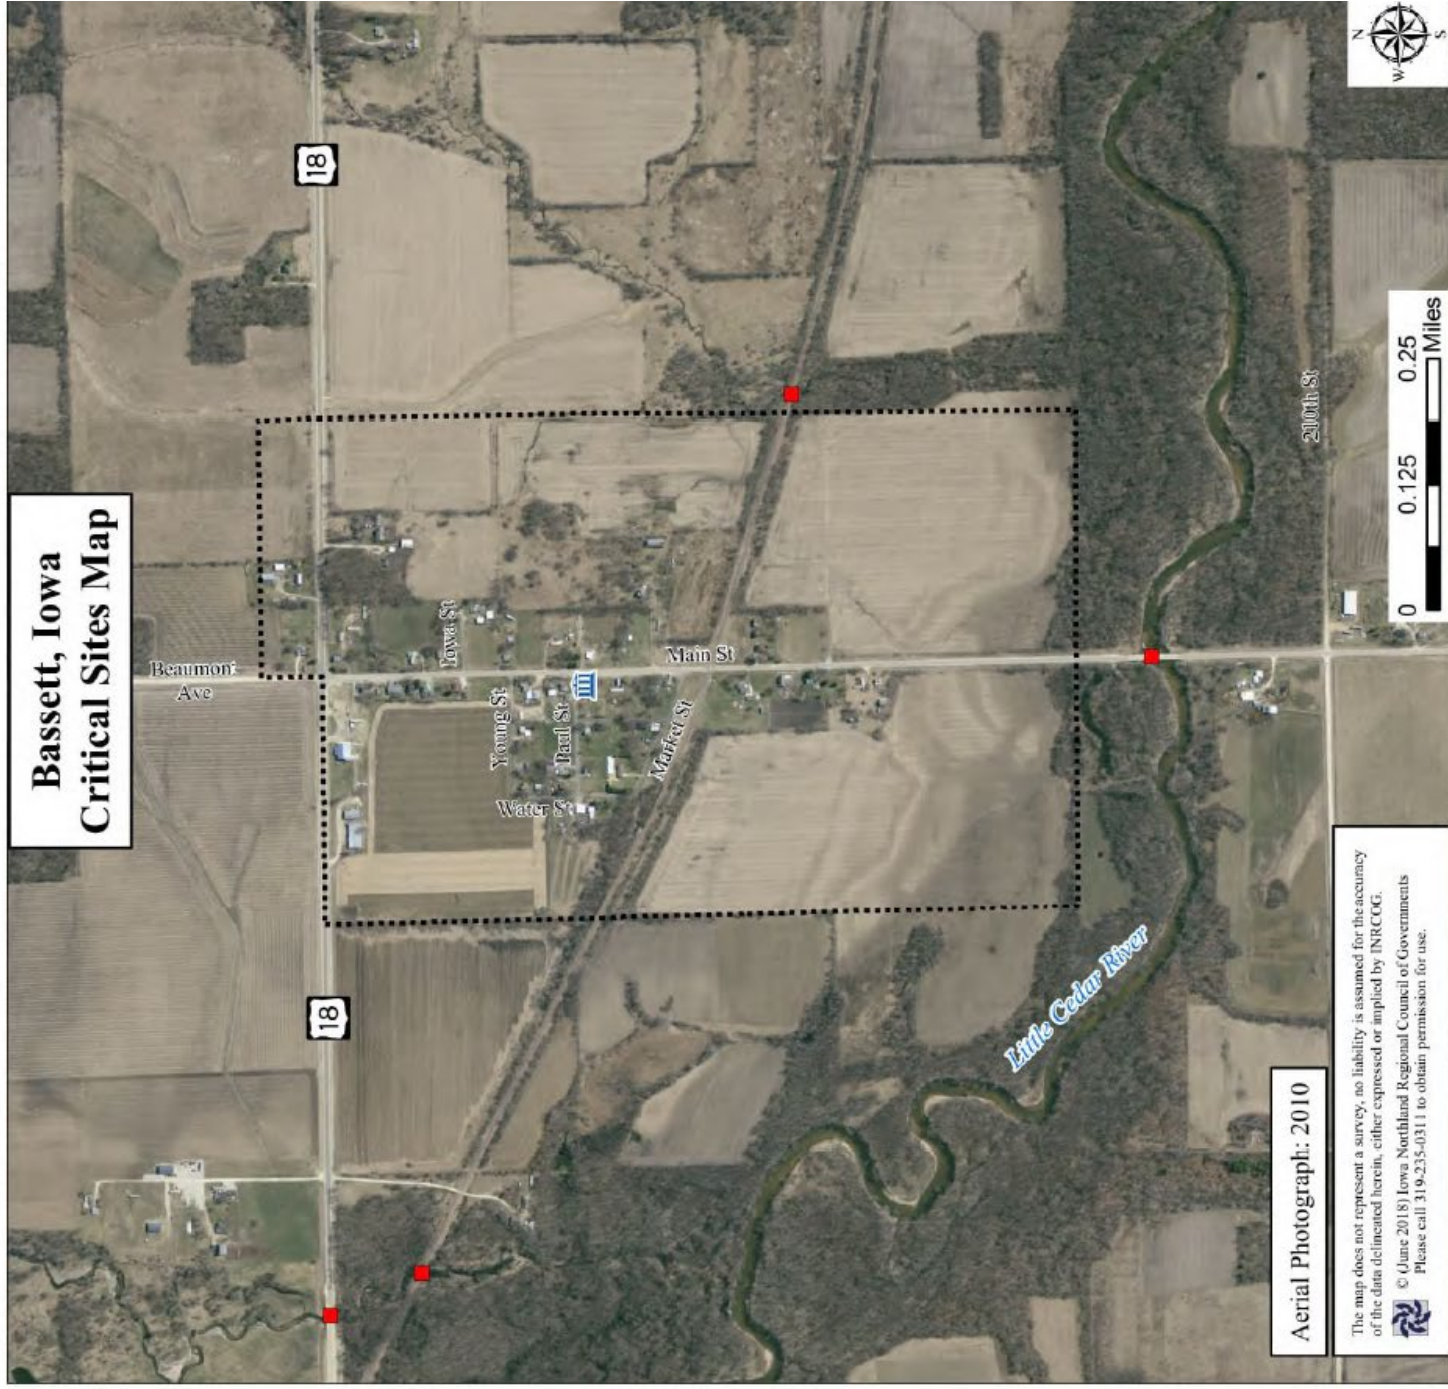 Bassett, Iowa
Critical Sites Map
N
S
W
18
18
Beaumont
Ave
Iowa St
Main St
Young St
Paul St
Market St
Water St
Little Cedar River
210th St
0 0.125 0.25
Miles
Aerial Photograph: 2010
The map does not represent a survey, no liability is assumed for the accuracy
of the data delineated herein, either expressed or implied by INRCOG.
© (June 2018) Iowa Northland Regional Council of Governments
Please call 319-235-0311 to obtain permission for use.